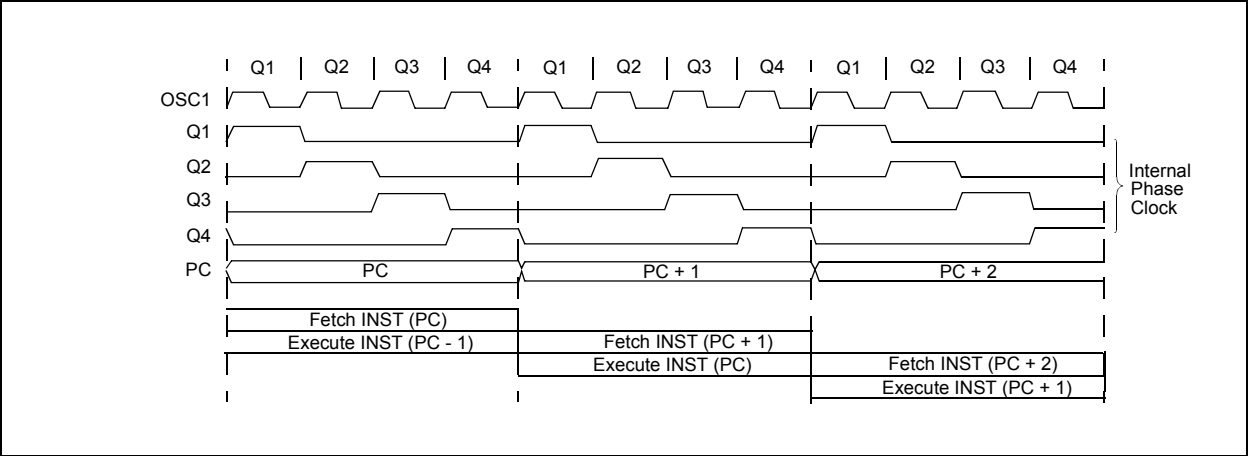 Q1 Q2 Q3 Q4 Q1 Q2 Q3 Q4 Q1 Q2 Q3 Q4
OSC1
Q1
Q2
Q3
Q4
Internal
Phase
Clock
PC PC PC + 1 PC + 2
Fetch INST (PC)
Execute INST (PC - 1) Fetch INST (PC + 1)
Execute INST (PC) Fetch INST (PC + 2)
Execute INST (PC + 1)